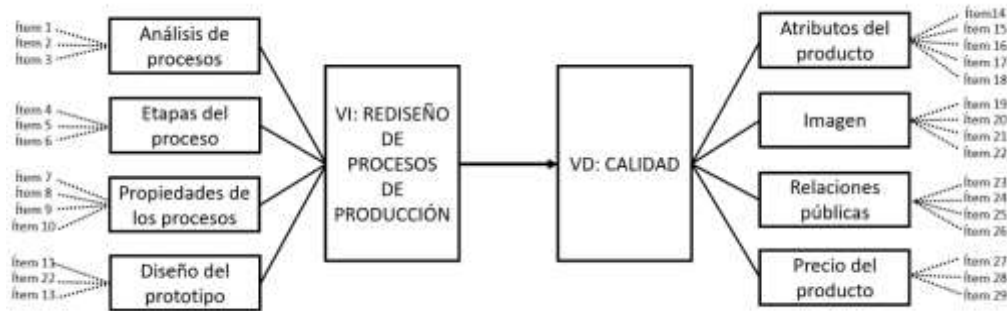 Ítem 1
Ítem 2
Ítem 3
Análisis de
procesos
Ítem 4
Ítem 5
Ítem 6
Etapas del
proceso
Ítem 7
Ítem 8
Ítem 9
Ítem 10
Propiedades de
los procesos
Ítem 11
Ítem 22
Ítem 13
Diseño del
prototipo
VI: REDISEÑO
DE
PROCESOS
DE
PRODUCCIÓN
VD: CALIDAD
Atributos del
producto
Ítem14
Ítem 15
Ítem 16
Ítem 17
Ítem 18
Imagen
Ítem 19
Ítem 20
Ítem 21
Ítem 22
Relaciones
públicas
Ítem 23
Ítem 24
Ítem 25
Ítem 26
Precio del
producto
Ítem 27
Ítem 28
Ítem 29